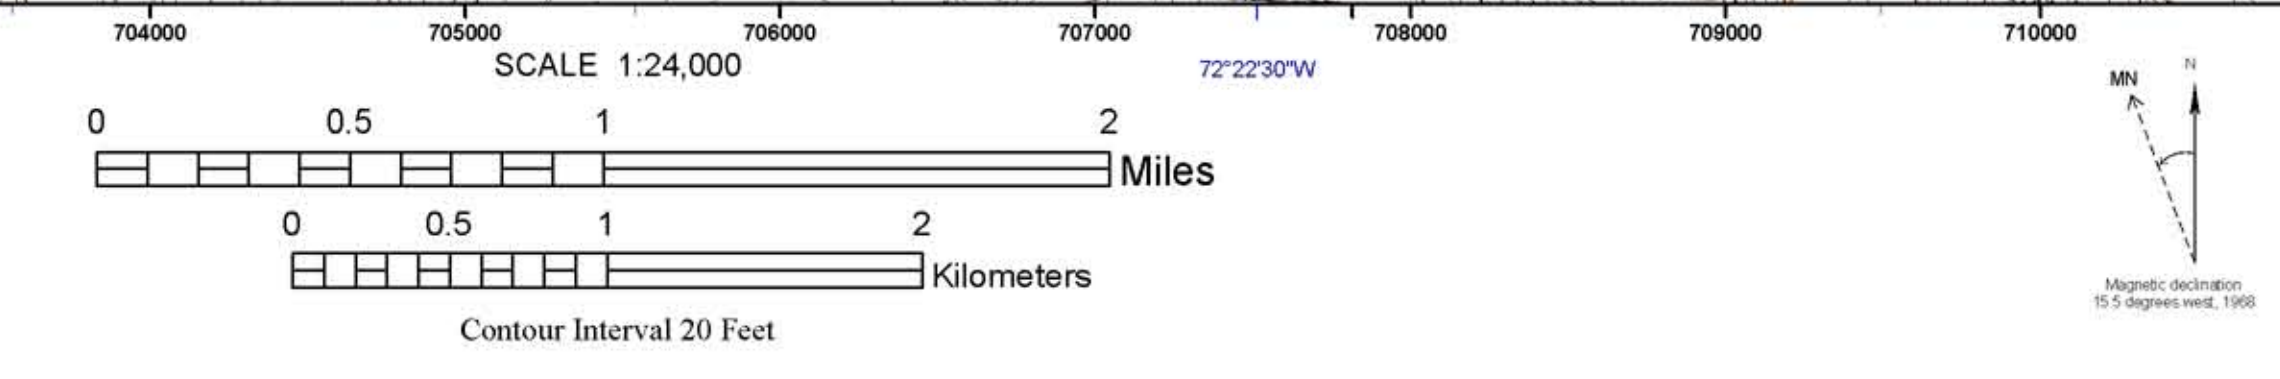 704000 705000 706000 707000 708000 709000 710000
SCALE 1:24,000
72°22'30"W
N
MN
0 0.5 1 2
Miles
0 0.5 1 2
Kilometers
Magnetic declination
15.5 degrees west, 1968
Contour Interval 20 Feet